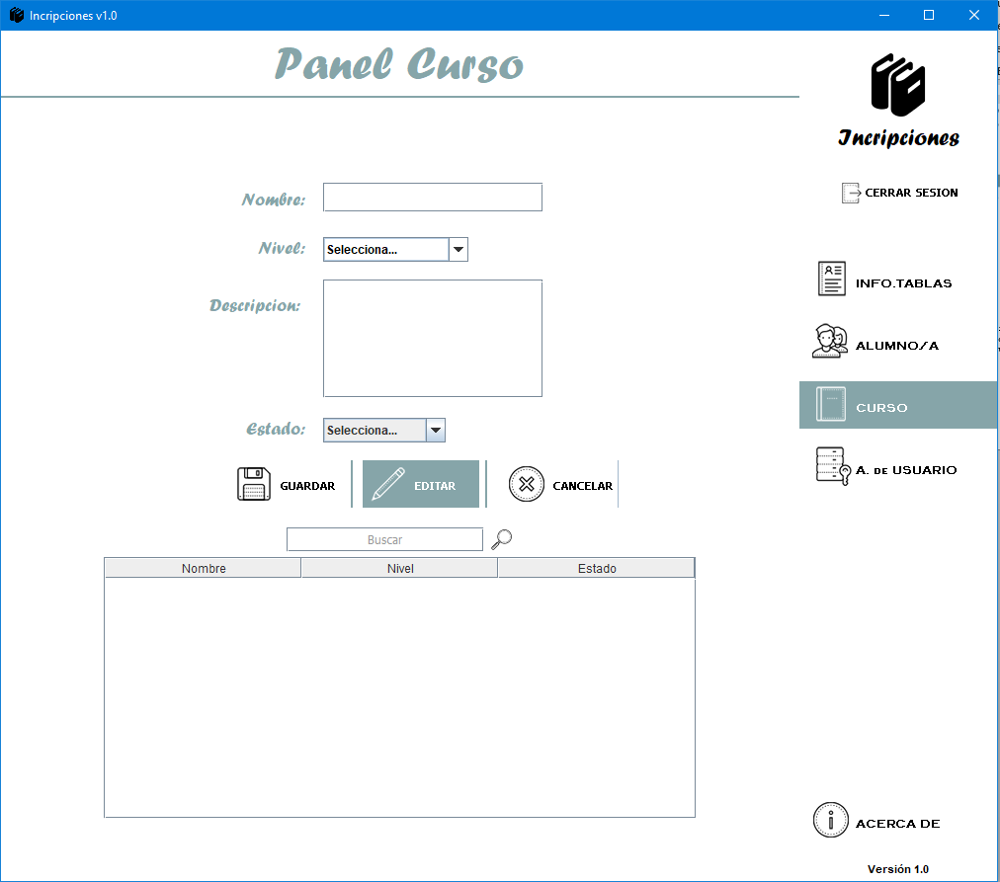 Incripciones v1.0
Panel Curso
Incripciones
CERRAR SESION
Nombre:
Nivel:
Selecciona...
Descripcion:
Estado:
Selecciona...
GUARDAR
EDITAR
CANCELAR
Buscar
Nombre Nivel Estado
INFO.TABLAS
ALUMNO/A
CURSO
A. DE USUARIO
ACERCA DE
Versión 1.0